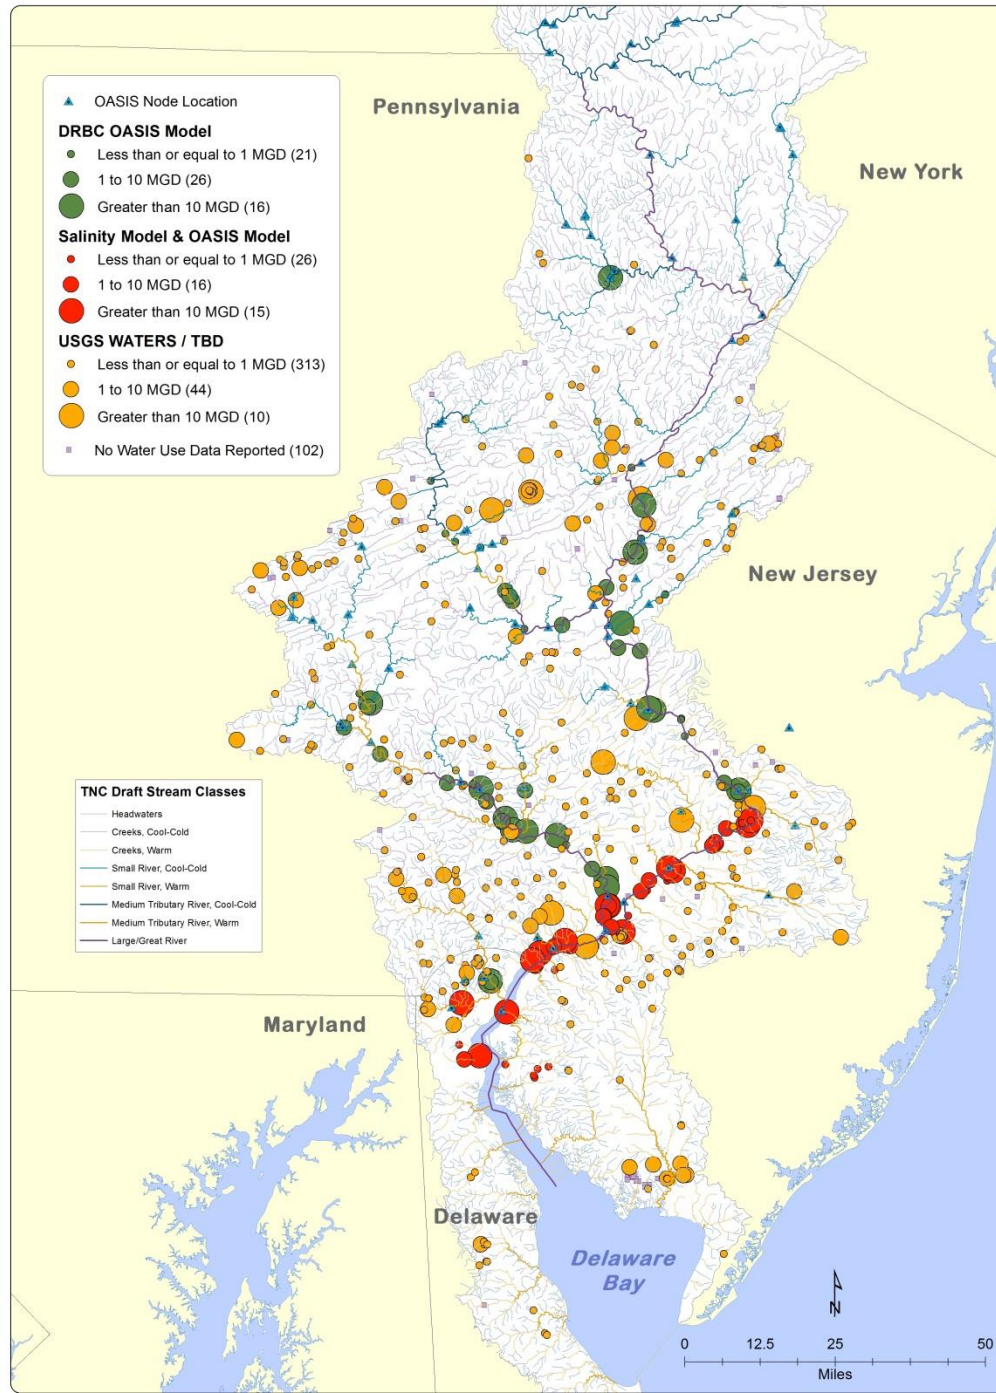 Pennsylvania
New York
OASIS Node Location
DRBC OASIS Model
Less than or equal to 1 MGD (21)
1 to 10 MGD (26)
Greater than 10 MGD (16)
Salinity Model & OASIS Model
Less than or equal to 1 MGD (26)
1 to 10 MGD (16)
Greater than 10 MGD (15)
USGS WATERS / TBD
Less than or equal to 1 MGD (313)
1 to 10 MGD (44)
Greater than 10 MGD (10)
No Water Use Data Reported (102)
New Jersey
TNC Draft Stream Classes
Headwaters
Creeks, Cool-Cold
Creeks, Warm
Small River, Cool-Cold
Small River, Warm
Medium Tributary River, Cool-Cold
Medium Tributary River, Warm
Large/Great River
Maryland
Delaware
Delaware
Bay
N
0 12.5 25 50
Miles